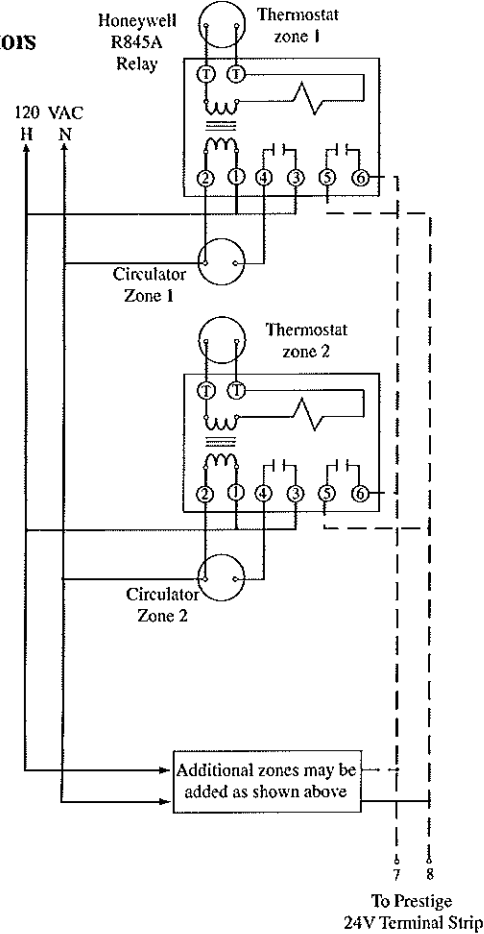 tors
Honeywell
R845A
Relay
Thermostat
zone 1
120 VAC
H N
T T
2 1 4 3 5 6
Circulator
Zone 1
Thermostat
zone 2
T T
2 1 4 3 5 6
Circulator
Zone 2
Additional zones may be
added as shown above
7 8
To Prestige
24V Terminal Strip